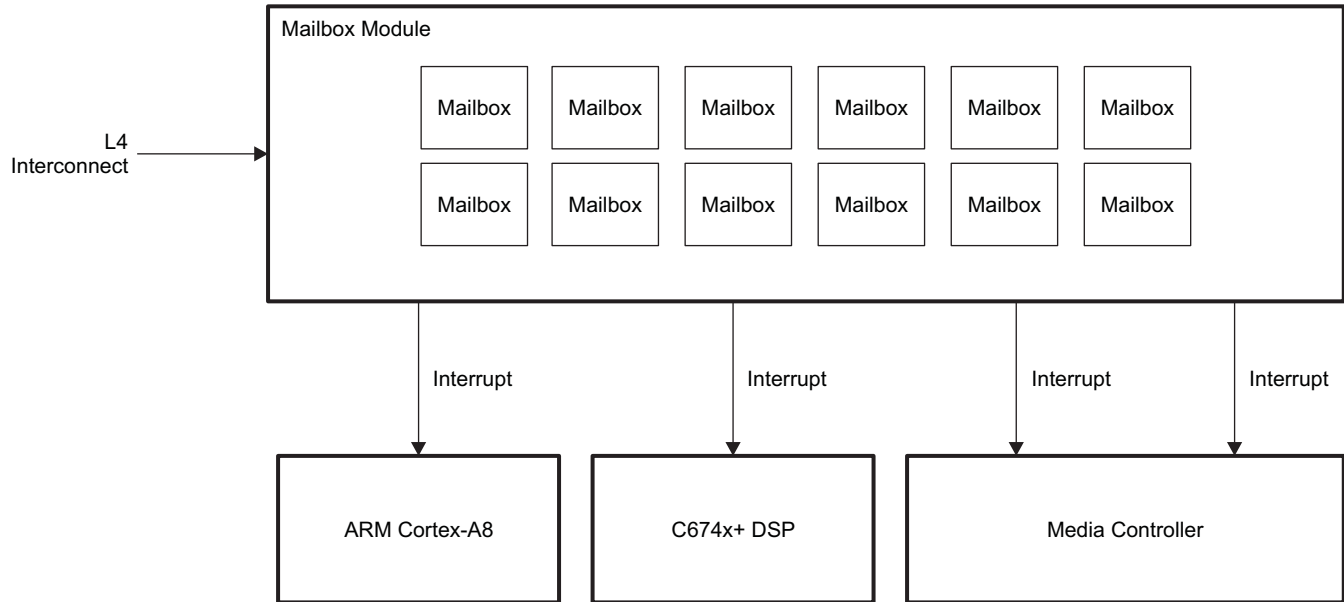 Mailbox Module
Mailbox Mailbox Mailbox Mailbox Mailbox Mailbox
L4
Interconnect
Mailbox Mailbox Mailbox Mailbox Mailbox Mailbox
Interrupt Interrupt Interrupt Interrupt
ARM Cortex-A8 C674x+ DSP Media Controller